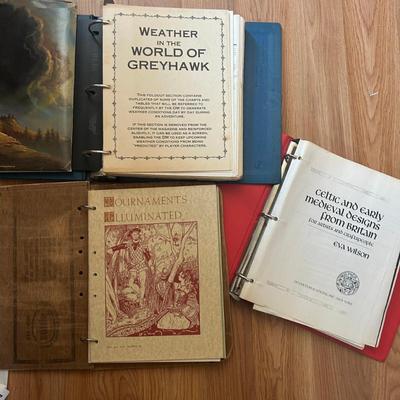 WEATHER
IN THE
WORLD OF
GREYHAWK
THIS FOLDOUT SECTION CONTAINS
DUPLICATES OF SOME OF THE CHARTS AND
TABLES THAT WILL BE REFERRED TO
FREQUENTLY BY THE DM TO GENERATE
WEATHER CONDITIONS DAY BY DAY DURING
AN ADVENTURE.
IF THIS SECTION IS REMOVED FROM THE
CENTER OF THE MAGAZINE AND REINFORCED
SLIGHTLY, IT CAN BE USED AS A SCREEN,
ENABLING THE DM TO KEEP UPCOMING
WEATHER CONDITIONS FROM BEING
"PREDICTED" BY PLAYER CHARACTERS.
TOURNAMENTS
ILLUMINATED
Celtic and Early
Medieval Designs
from Britain
for artists and craftspeople
Eva Wilson